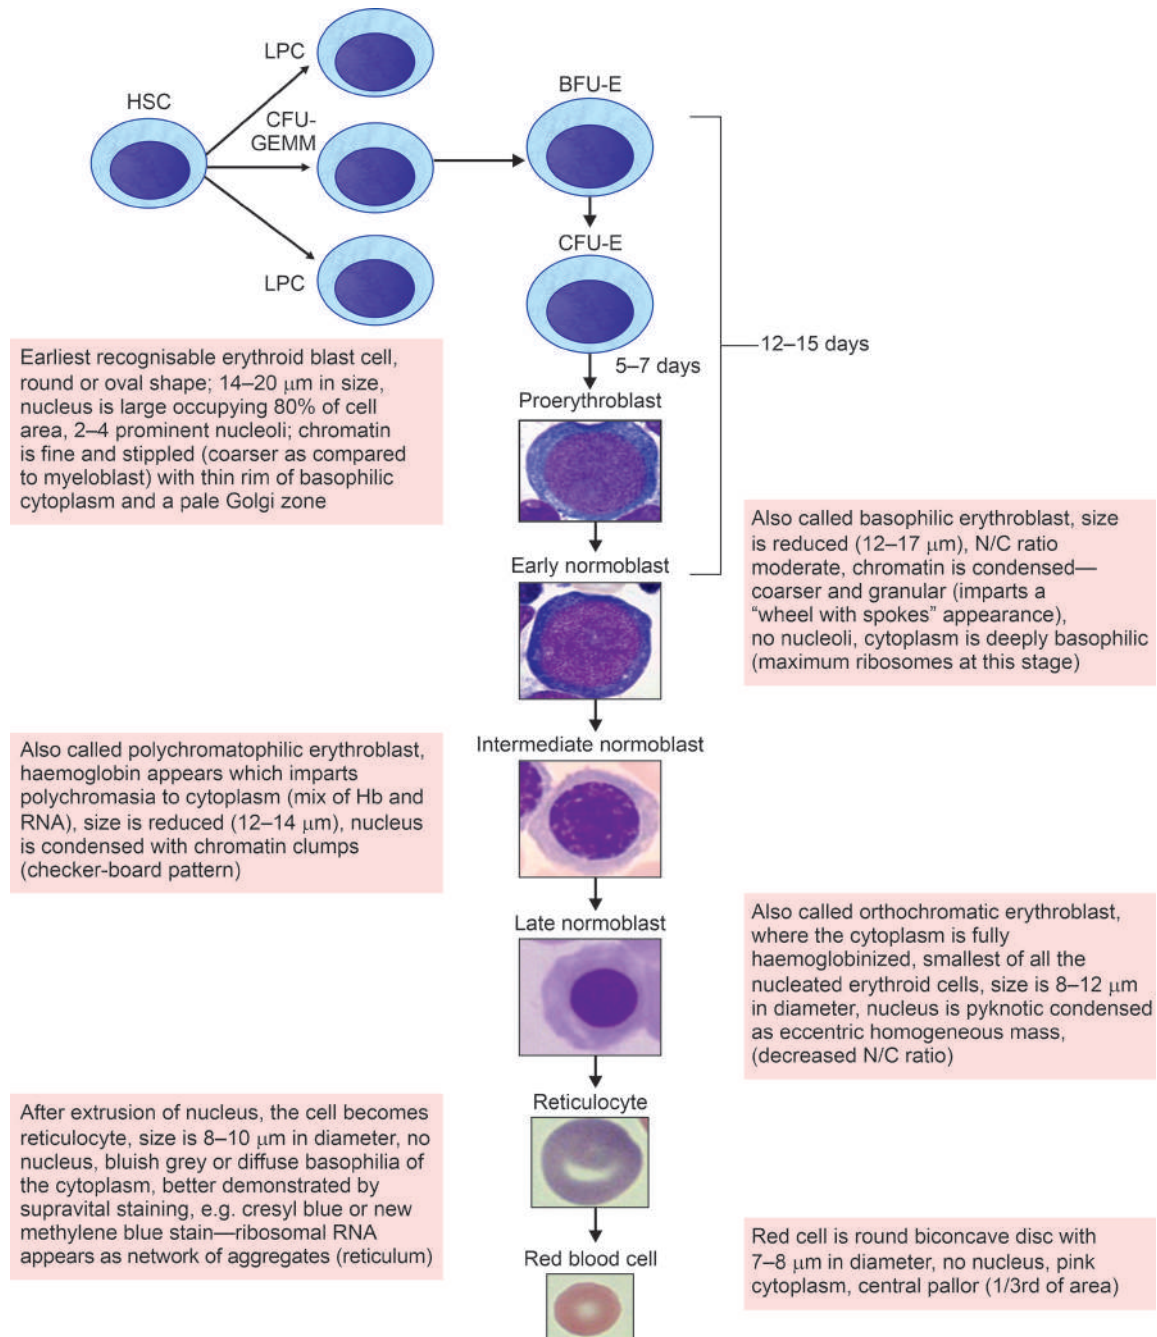 LPC
HSC
CFU-
GEMM
LPC
BFU-E
CFU-E
12–15 days
5–7 days
Earliest recognisable erythroid blast cell,
round or oval shape; 14–20 μm in size,
nucleus is large occupying 80% of cell
area, 2–4 prominent nucleoli; chromatin
is fine and stippled (coarser as compared
to myeloblast) with thin rim of basophilic
cytoplasm and a pale Golgi zone
Proerythroblast
Early normoblast
Also called basophilic erythroblast, size
is reduced (12–17 μm), N/C ratio
moderate, chromatin is condensed—
coarser and granular (imparts a
“wheel with spokes” appearance),
no nucleoli, cytoplasm is deeply basophilic
(maximum ribosomes at this stage)
Intermediate normoblast
Also called polychromatophilic erythroblast,
haemoglobin appears which imparts
polychromasia to cytoplasm (mix of Hb and
RNA), size is reduced (12–14 μm), nucleus
is condensed with chromatin clumps
(checker-board pattern)
Late normoblast
Also called orthochromatic erythroblast,
where the cytoplasm is fully
haemoglobinized, smallest of all the
nucleated erythroid cells, size is 8–12 μm
in diameter, nucleus is pyknotic condensed
as eccentric homogeneous mass,
(decreased N/C ratio)
Reticulocyte
After extrusion of nucleus, the cell becomes
reticulocyte, size is 8–10 μm in diameter, no
nucleus, bluish grey or diffuse basophilia of
the cytoplasm, better demonstrated by
supravital staining, e.g. cresyl blue or new
methylene blue stain—ribosomal RNA
appears as network of aggregates (reticulum)
Red blood cell
Red cell is round biconcave disc with
7–8 μm in diameter, no nucleus, pink
cytoplasm, central pallor (1/3rd of area)